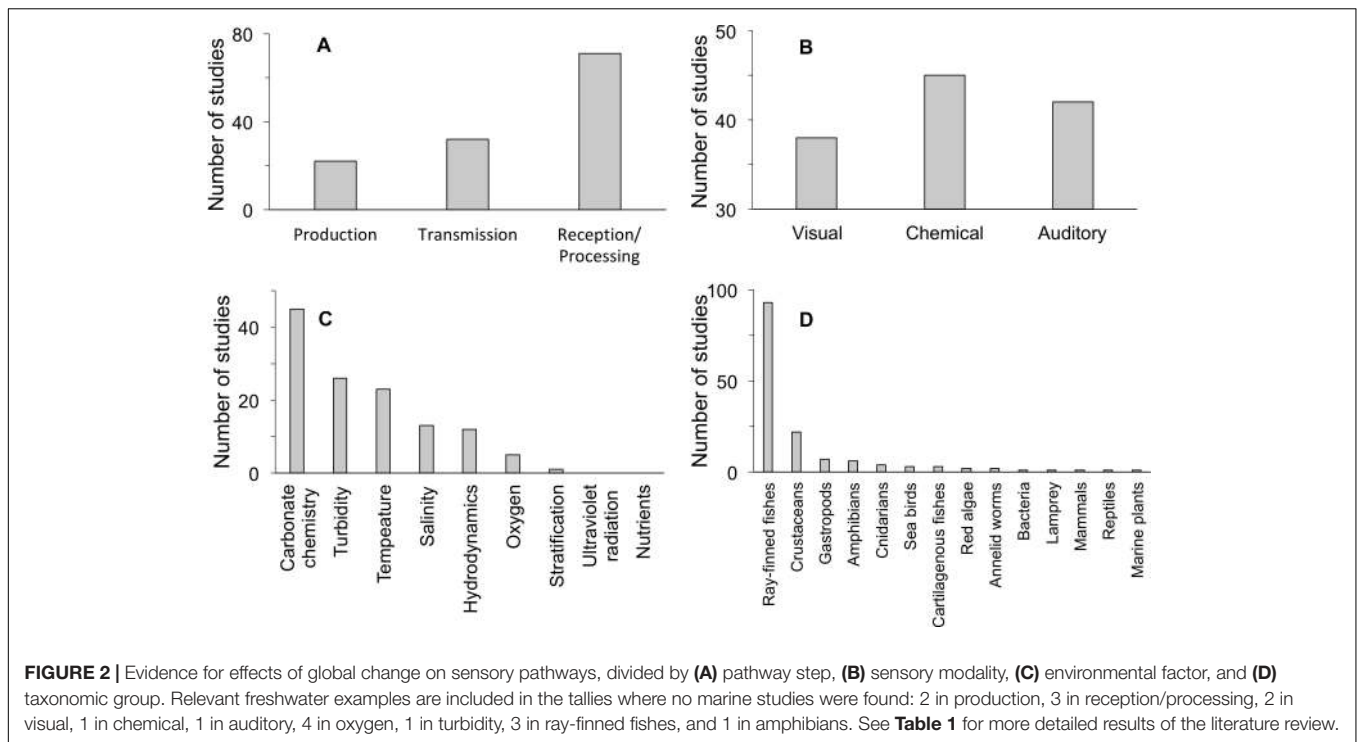 A
Number of studies
80
40
0
Production
Transmission
Reception/
Processing
B
Number of studies
50
40
30
Visual
Chemical
Auditory
C
Number of studies
40
20
0
Carbonate
chemistry
Turbidity
Tempeature
Salinity
Hydrodynamics
Oxygen
Stratification
Ultraviolet
radiation
Nutrients
D
Number of studies
100
50
0
Ray-finned fishes
Crustaceans
Gastropods
Amphibians
Cnidarians
Sea birds
Cartilagenous fishes
Red algae
Annelid worms
Bacteria
Lamprey
Mammals
Reptiles
Marine plants
FIGURE 2 | Evidence for effects of global change on sensory pathways, divided by (A) pathway step, (B) sensory modality, (C) environmental factor, and (D)
taxonomic group. Relevant freshwater examples are included in the tallies where no marine studies were found: 2 in production, 3 in reception/processing, 2 in
visual, 1 in chemical, 1 in auditory, 4 in oxygen, 1 in turbidity, 3 in ray-finned fishes, and 1 in amphibians. See Table 1 for more detailed results of the literature review.